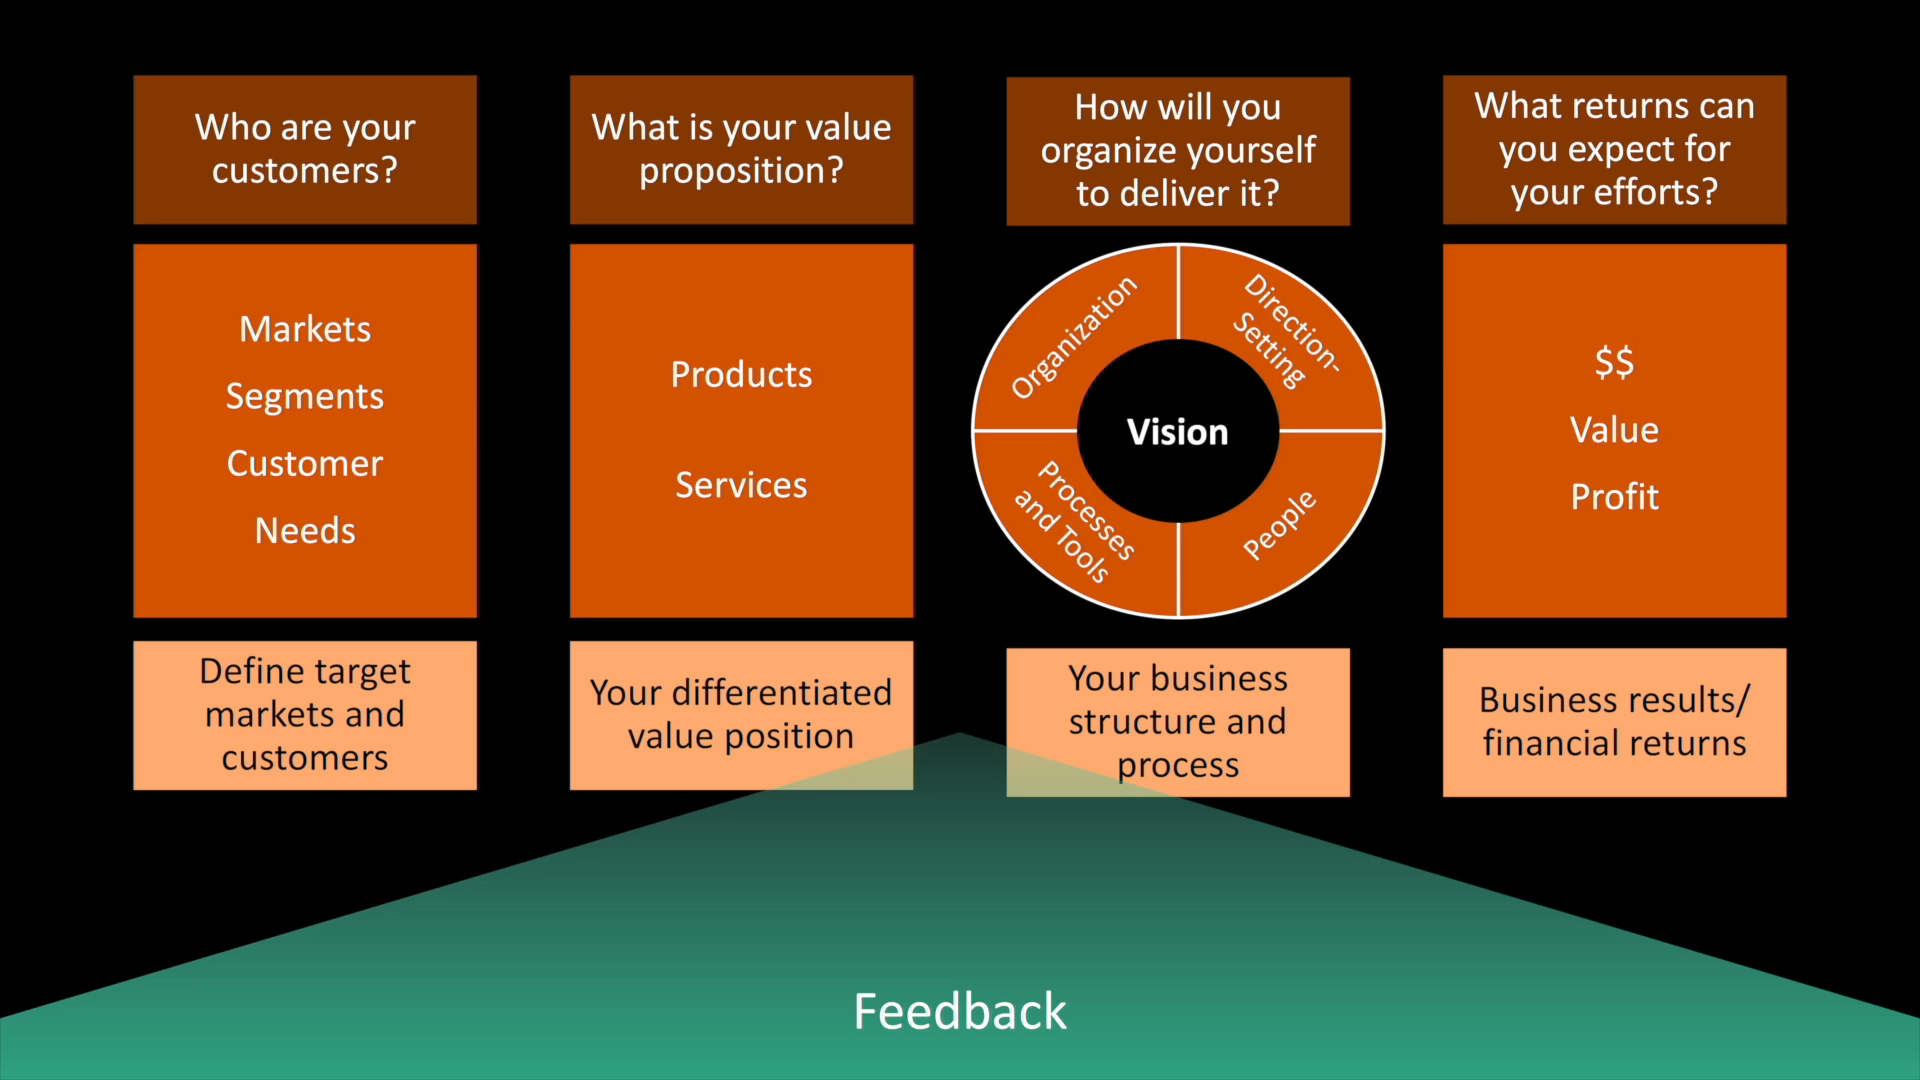 Who are your
customers?
What is your value
proposition?
How will you
organize yourself
to deliver it?
What returns can
you expect for
your efforts?
Markets
Segments
Customer
Needs
Products
Services
Organization
Direction-
Setting
Vision
Processes
and Tools
People
$$
Value
Profit
Define target
markets and
customers
Your differentiated
value position
Your business
structure and
process
Business results/
financial returns
Feedback